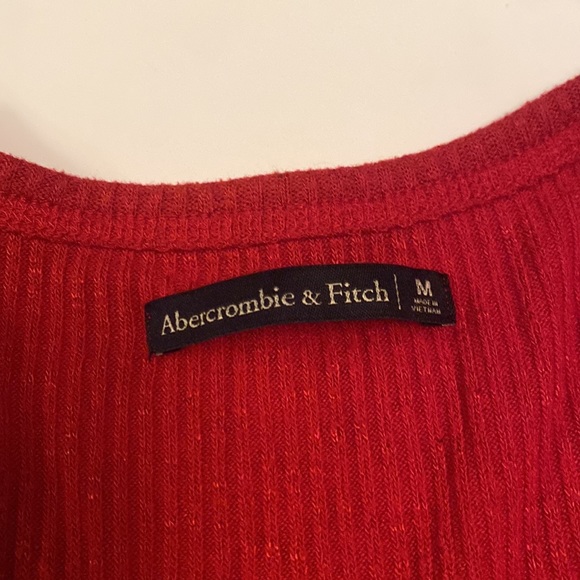 Abercrombie & Fitch
M
MADE IN
VIETNAM